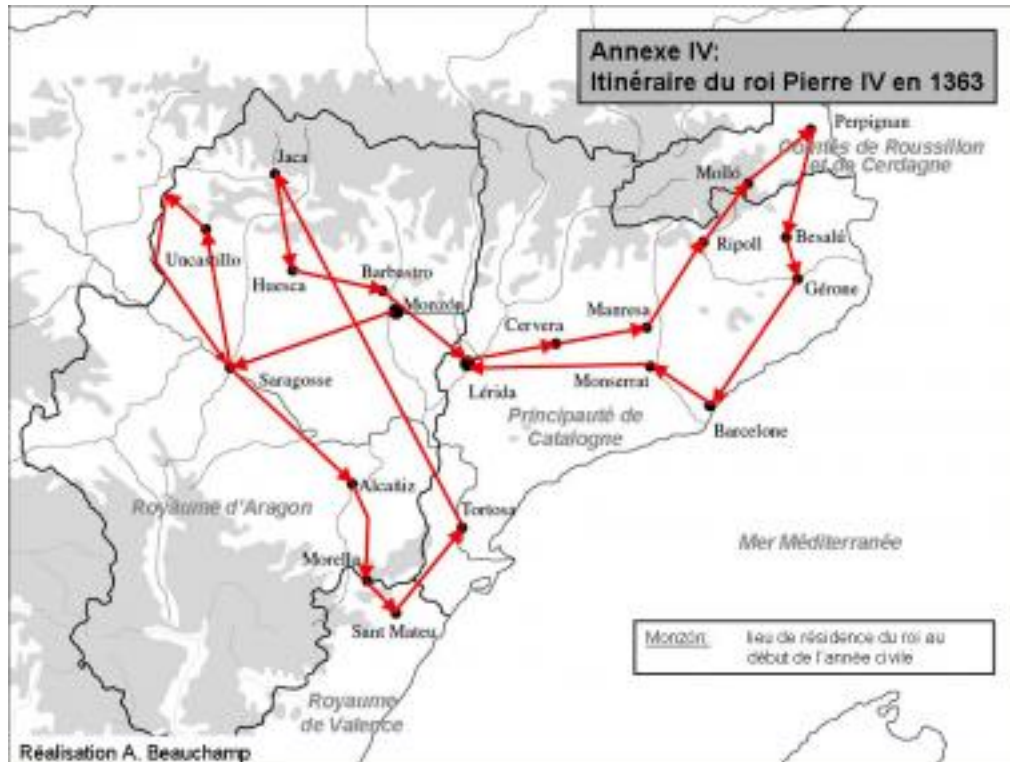 Annexe IV:
Itinéraire du roi Pierre IV en 1363
Perpignan
Comtés de Roussillon
et de Cerdagne
Jaca
Molló
Uncastillo
Huesca
Barbastro
Monzón
Ripoll
Besalú
Gérone
Cervera
Manresa
Saragosse
Lérida
Monserrat
Principauté de
Catalogne
Barcelone
Alcañiz
Royaume d'Aragon
Tortosa
Mer Méditerranée
Morella
Sant Mateu
Monzón:
lieu de résidence du roi au
début de l'année civile
Royaume
de Valence
Réalisation A. Beauchamp